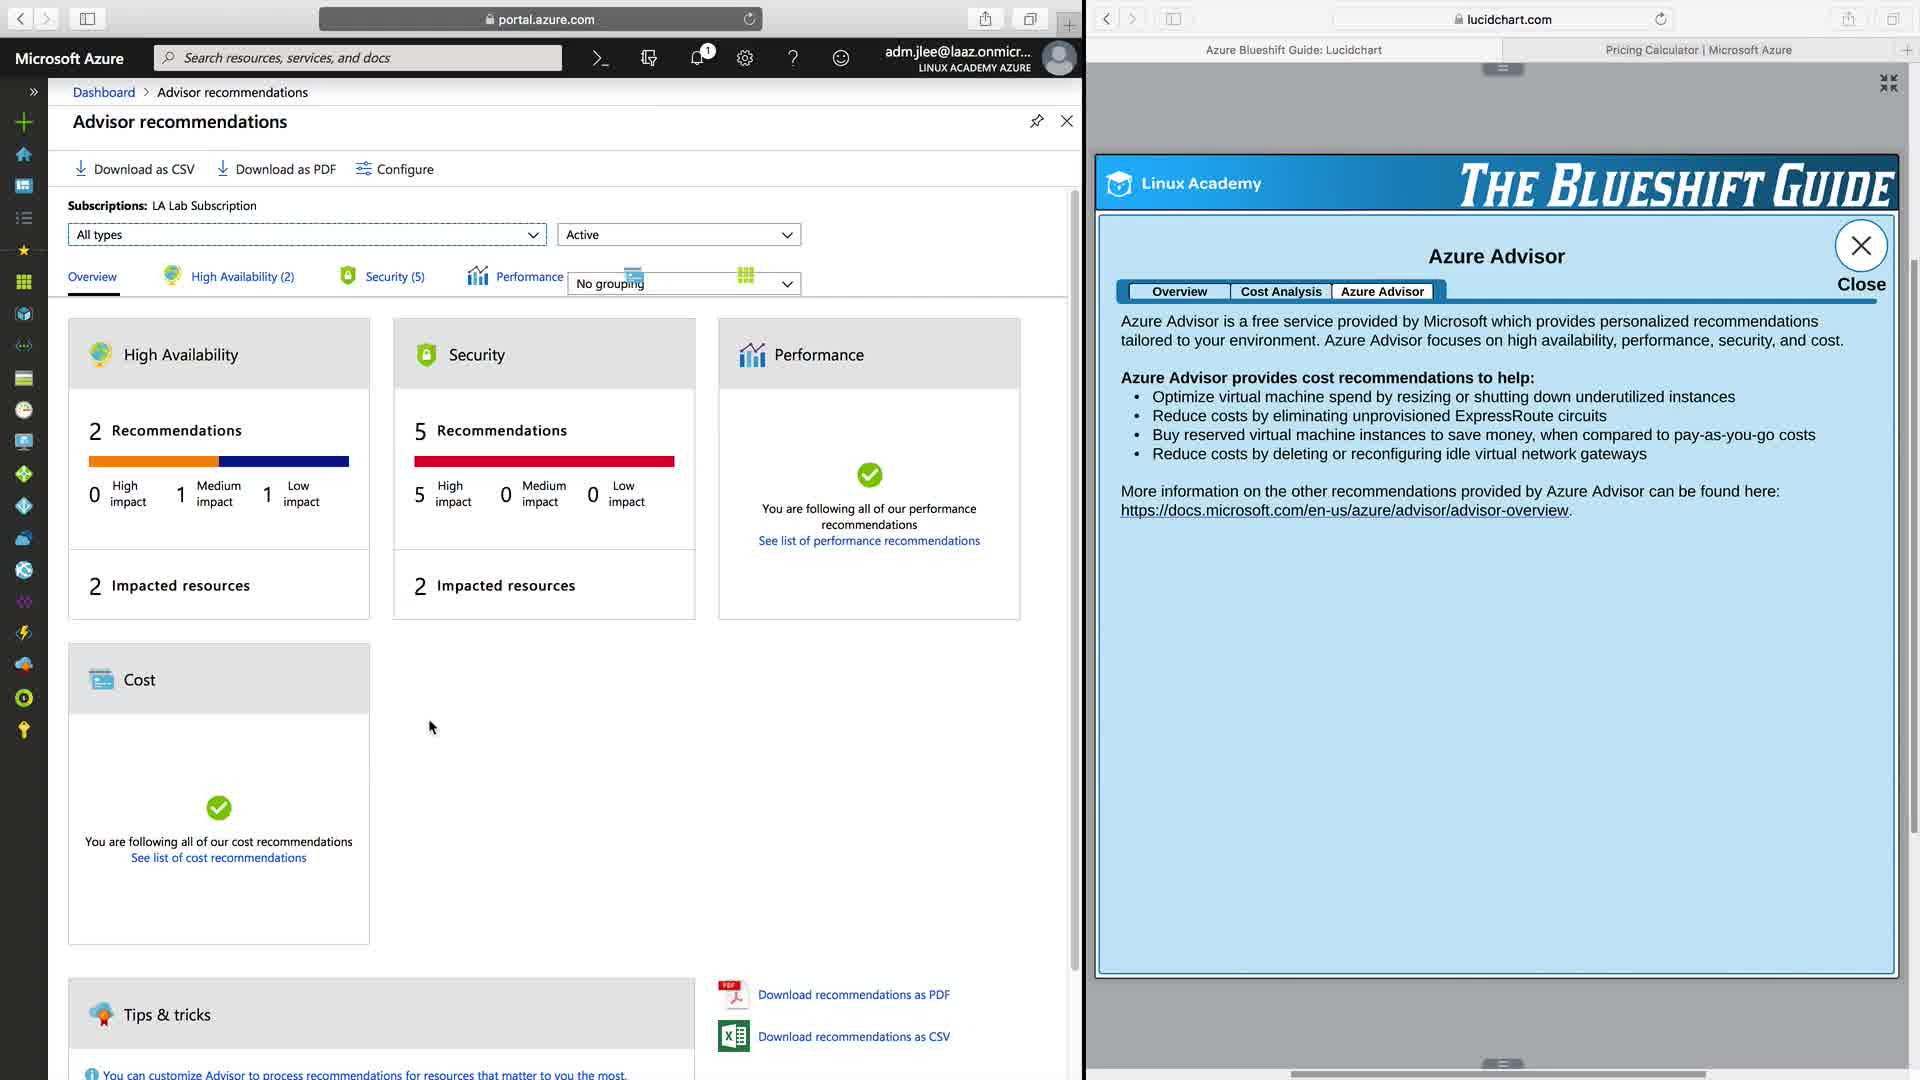 portal.azure.com
Microsoft Azure
Search resources, services, and docs
1
adm.jlee@laaz.onmicr...
LINUX ACADEMY AZURE
Dashboard > Advisor recommendations
Advisor recommendations
Download as CSV
Download as PDF
Configure
Subscriptions: LA Lab Subscription
All types
Active
Overview
High Availability (2)
Security (5)
Performance
No grouping
High Availability
2 Recommendations
0 High impact
1 Medium impact
1 Low impact
2 Impacted resources
Security
5 Recommendations
5 High impact
0 Medium impact
0 Low impact
2 Impacted resources
Performance
You are following all of our performance
recommendations
See list of performance recommendations
Cost
You are following all of our cost recommendations
See list of cost recommendations
Tips & tricks
You can customize Advisor to process recommendations for resources that matter to you the most.
PDF
Download recommendations as PDF
Download recommendations as CSV
lucidchart.com
Azure Blueshift Guide: Lucidchart
Pricing Calculator | Microsoft Azure
Linux Academy
THE BLUESHIFT GUIDE
Azure Advisor
Close
Overview
Cost Analysis
Azure Advisor
Azure Advisor is a free service provided by Microsoft which provides personalized recommendations
tailored to your environment. Azure Advisor focuses on high availability, performance, security, and cost.
Azure Advisor provides cost recommendations to help:
• Optimize virtual machine spend by resizing or shutting down underutilized instances
• Reduce costs by eliminating unprovisioned ExpressRoute circuits
• Buy reserved virtual machine instances to save money, when compared to pay-as-you-go costs
• Reduce costs by deleting or reconfiguring idle virtual network gateways
More information on the other recommendations provided by Azure Advisor can be found here:
https://docs.microsoft.com/en-us/azure/advisor/advisor-overview.